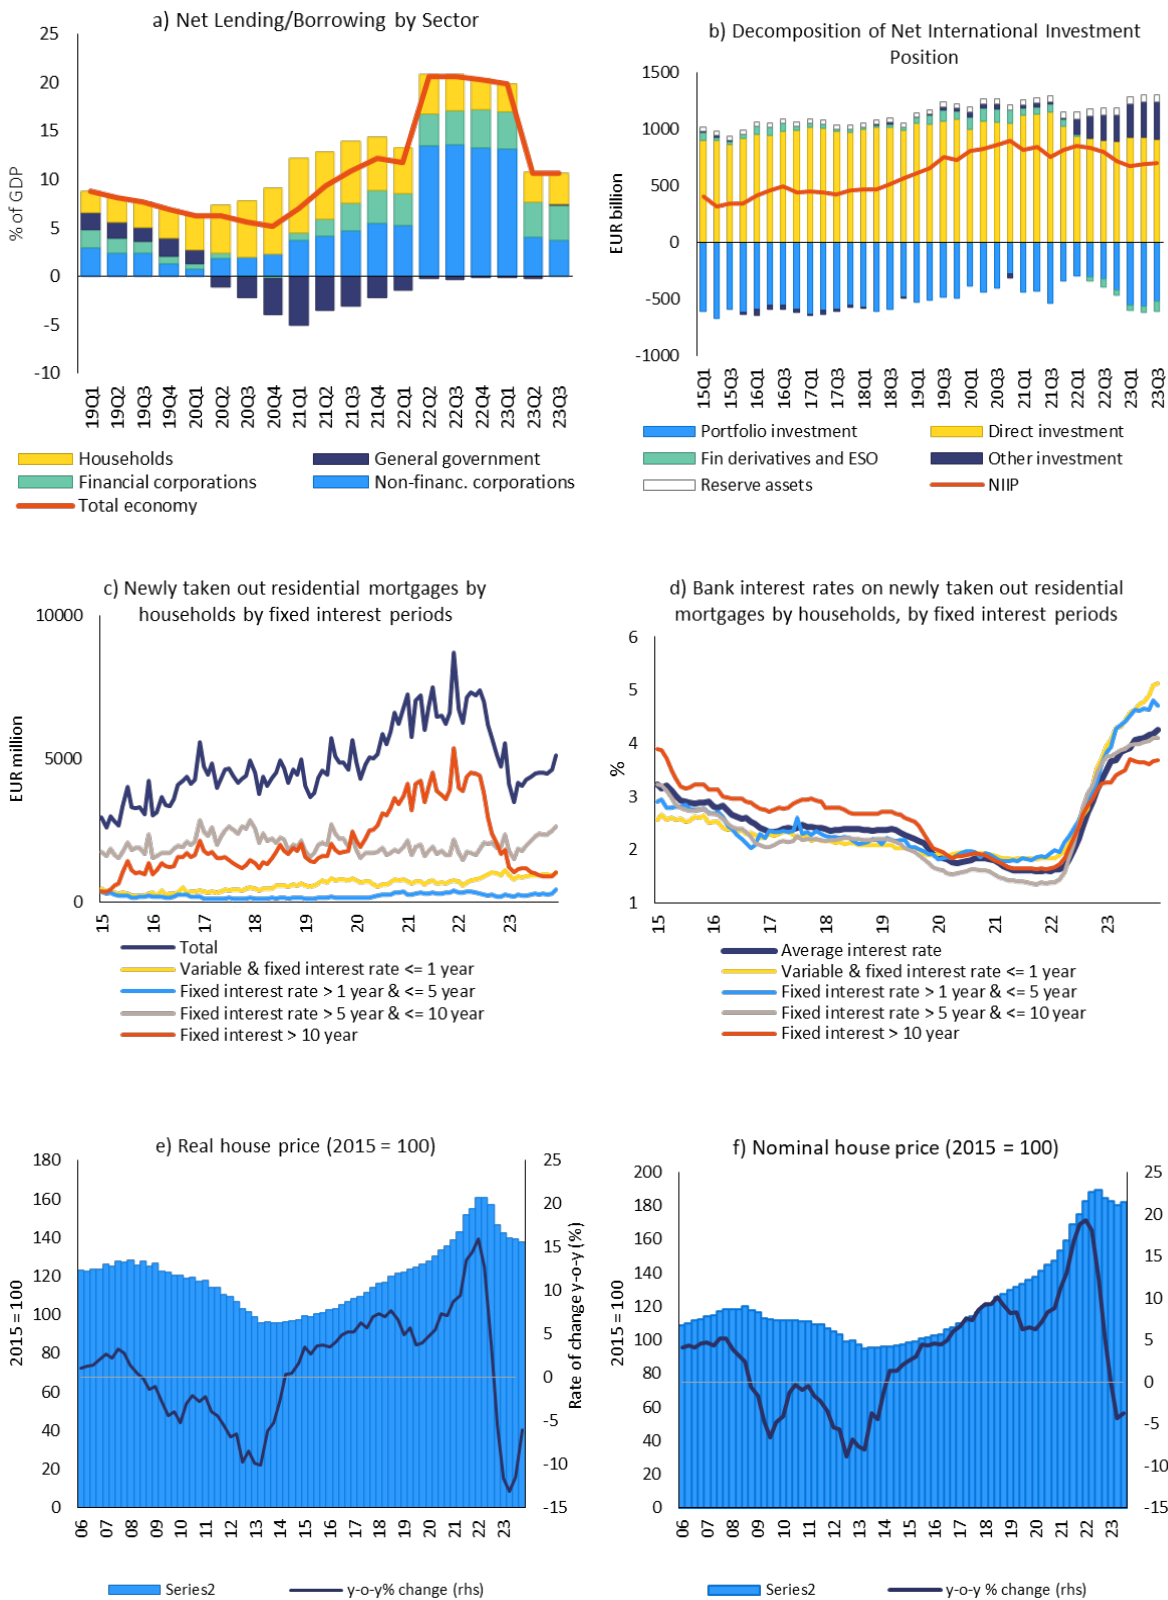 a) Net Lending/Borrowing by Sector
25
20
15
10
5
0
-5
-10
% of GDP
19Q1
19Q2
19Q3
19Q4
20Q1
20Q2
20Q3
20Q4
21Q1
21Q2
21Q3
21Q4
22Q1
22Q2
22Q3
22Q4
23Q1
23Q2
23Q3
Households
General government
Financial corporations
Non-financ. corporations
Total economy
b) Decomposition of Net International Investment
Position
1500
1000
500
0
-500
-1000
EUR billion
15Q1
15Q3
16Q1
16Q3
17Q1
17Q3
18Q1
18Q3
19Q1
19Q3
20Q1
20Q3
21Q1
21Q3
22Q1
22Q3
23Q1
23Q3
Portfolio investment
Direct investment
Fin derivatives and ESO
Other investment
Reserve assets
NIIP
c) Newly taken out residential mortgages by
households by fixed interest periods
10000
5000
0
EUR million
15
16
17
18
19
20
21
22
23
Total
Variable & fixed interest rate <= 1 year
Fixed interest rate > 1 year & <= 5 year
Fixed interest rate > 5 year & <= 10 year
Fixed interest > 10 year
d) Bank interest rates on newly taken out residential
mortgages by households, by fixed interest periods
6
5
4
3
2
1
%
15
16
17
18
19
20
21
22
23
Average interest rate
Variable & fixed interest rate <= 1 year
Fixed interest rate > 1 year & <= 5 year
Fixed interest rate > 5 year & <= 10 year
Fixed interest > 10 year
e) Real house price (2015 = 100)
180
160
140
120
100
80
60
40
20
0
2015 = 100
25
20
15
10
5
0
-5
-10
-15
Rate of change y-o-y (%)
06
07
08
09
10
11
12
13
14
15
16
17
18
19
20
21
22
23
Series2
y-o-y% change (rhs)
f) Nominal house price (2015 = 100)
200
180
160
140
120
100
80
60
40
20
0
2015 = 100
25
20
15
10
5
0
-5
-10
-15
06
07
08
09
10
11
12
13
14
15
16
17
18
19
20
21
22
23
Series2
y-o-y % change (rhs)